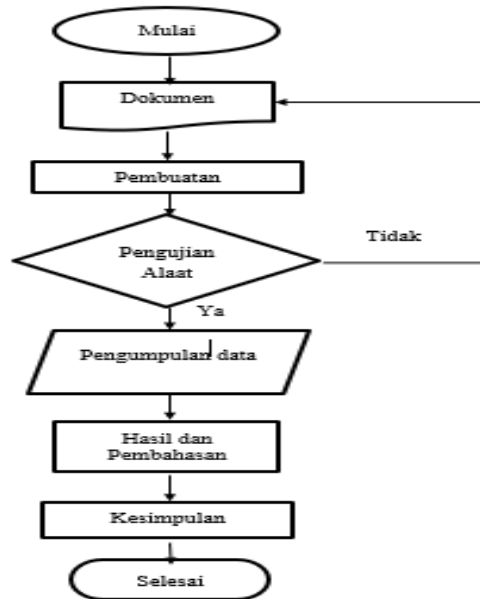 Mulai
Dokumen
Pembuatan
Pengujian
Alaat
Tidak
Ya
Pengumpulan data
Hasil dan
Pembahasan
Kesimpulan
Selesai